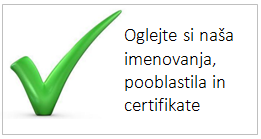 Oglejte si naša
imenovanja,
pooblastila in
certifikate